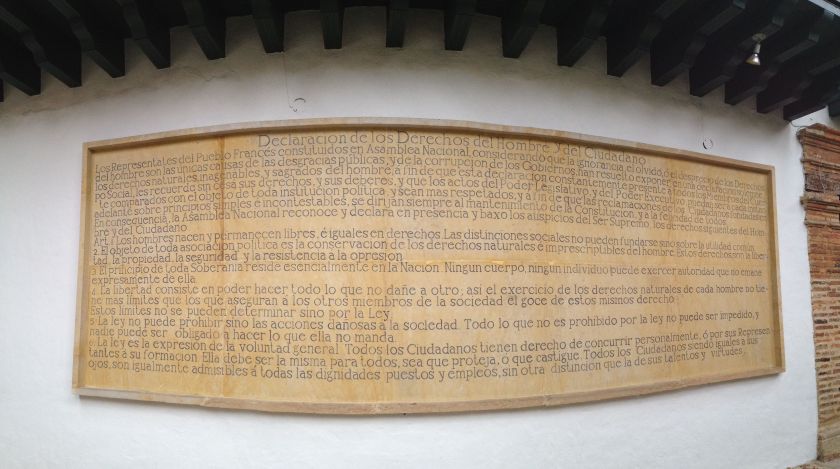 Declaracion de los Derechos del Hombre y del Ciudadano
Los Representales del Pueblo Frances constituidos en Asamblea Nacional, considerando que la ignorancia, el olvido, del desprecio de los Derechos
del hombre son las unicas causas de las desgracias públicas, y de la corrupcion de los Gobiernos, han resuelto exponer, en una declaracion solemne
los derechos naturales, inagenables, y sagrados del hombre, a fin de que esta declaracion constantemente presente a todos los miembros del Cuer
po Social, les recuerde sin cesa sus derechos, y sus deberes, y que los actos del Poder Legislativo, y del Poder Executivo, puedan ser
e comparados con el objeto de toda institucion politica, y sean mas respetados, y á fin de que las reclamaciones de los Ciudadanos fundadas en
adelante sobre principios simples e incontestables, se dirijan siempre al mantenimiento de la Constitucion, y a la felicidad de todos
En consequencia, la Asamblea Nacional reconoce y declara en presencia y baxo los auspicios del Ser Supremo, los derechos siguientes del Hom-
bre y del Ciudadano
Art. 1 Los hombres nacen y permanecen libres, é iguales en derechos. Las distinciones sociales no pueden fundarse sino sobre la utilidad comun
2. El objeto de toda asociacion politica es la conservacion de los derechos naturales e imprescriptibles del hombre. Estos derechos son la liber-
tad, la propiedad, la seguridad y la resistencia a la opresion
3. El principio de toda Soberania reside esencialmente en la Nacion. Ningun cuerpo, ningun individuo puede exercer autoridad que no emane
expresamente de ella
4. La libertad consiste en poder hacer todo lo que no dañe a otro; asi el exercicio de los derechos naturales de cada hombre no tie-
ne mas limites que los que aseguran a los otros miembros de la sociedad el goce de estos mismos derecho
Estos limites no se pueden determinar sino por la Ley
5. La ley no puede prohibir sino las acciones dañosas à la sociedad. Todo lo que no es prohibido por la ley no puede ser impedido, y
nadie puede ser obligado a hacer lo que ella no manda.
6. La ley es la expresion de la voluntad general. Todos los Ciudadanos tienen derecho de concurrir personalmente, ó por sus Represen
tantes á su formacion. Ella debe ser la misma para todos, sea que proteja, o que castigue. Todos los Ciudadanos siendo iguales a sus
ojos, son igualmente admisibles á todas las dignidades puestos y empleos, sin otra distincion que la de sus talentos y virtudes